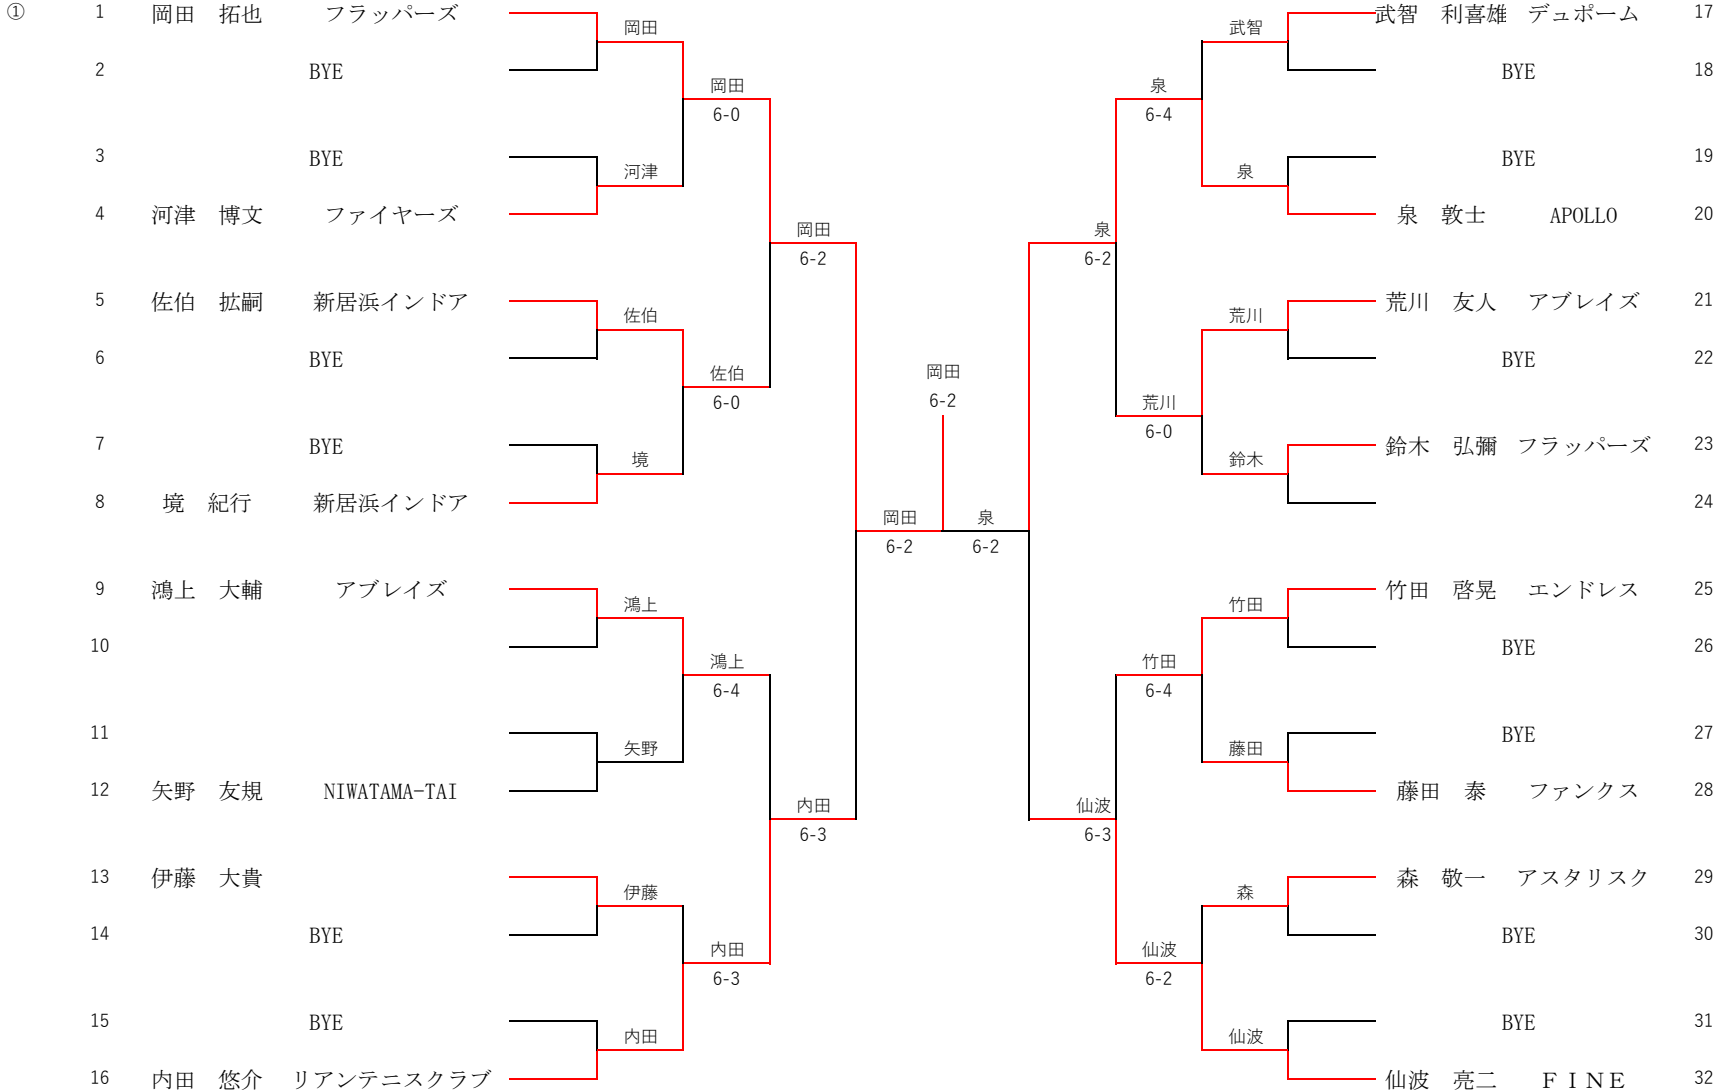 ① 1 岡田 拓也 フラッパーズ 武智 利喜雄 デュポーム 17
岡田 武智
2 BYE BYE 18
岡田 泉
6-0 6-4
3 BYE BYE 19
河津 泉
4 河津 博文 ファイヤーズ 泉 敦士 APOLLO 20
岡田 泉
6-2 6-2
5 佐伯 拡嗣 新居浜インドア 荒川 友人 アブレイズ 21
佐伯 荒川
6 BYE BYE 22
佐伯 岡田
6-0 6-2 荒川
6-0
7 BYE 鈴木 弘彌 フラッパーズ 23
境 鈴木
8 境 紀行 新居浜インドア 24
岡田 泉
6-2 6-2
9 鴻上 大輔 アブレイズ 竹田 啓晃 エンドレス 25
鴻上 竹田
10 BYE 26
鴻上 竹田
6-4 6-4
11 BYE 27
矢野 藤田
12 矢野 友規 NIWATAMA-TAI 藤田 泰 ファンクス 28
内田 仙波
6-3 6-3
13 伊藤 大貴 森 敬一 アスタリスク 29
伊藤 森
14 BYE BYE 30
内田 仙波
6-3 6-2
15 BYE BYE 31
内田 仙波
16 内田 悠介 リアンテニスクラブ 仙波 亮二 ＦＩＮＥ 32